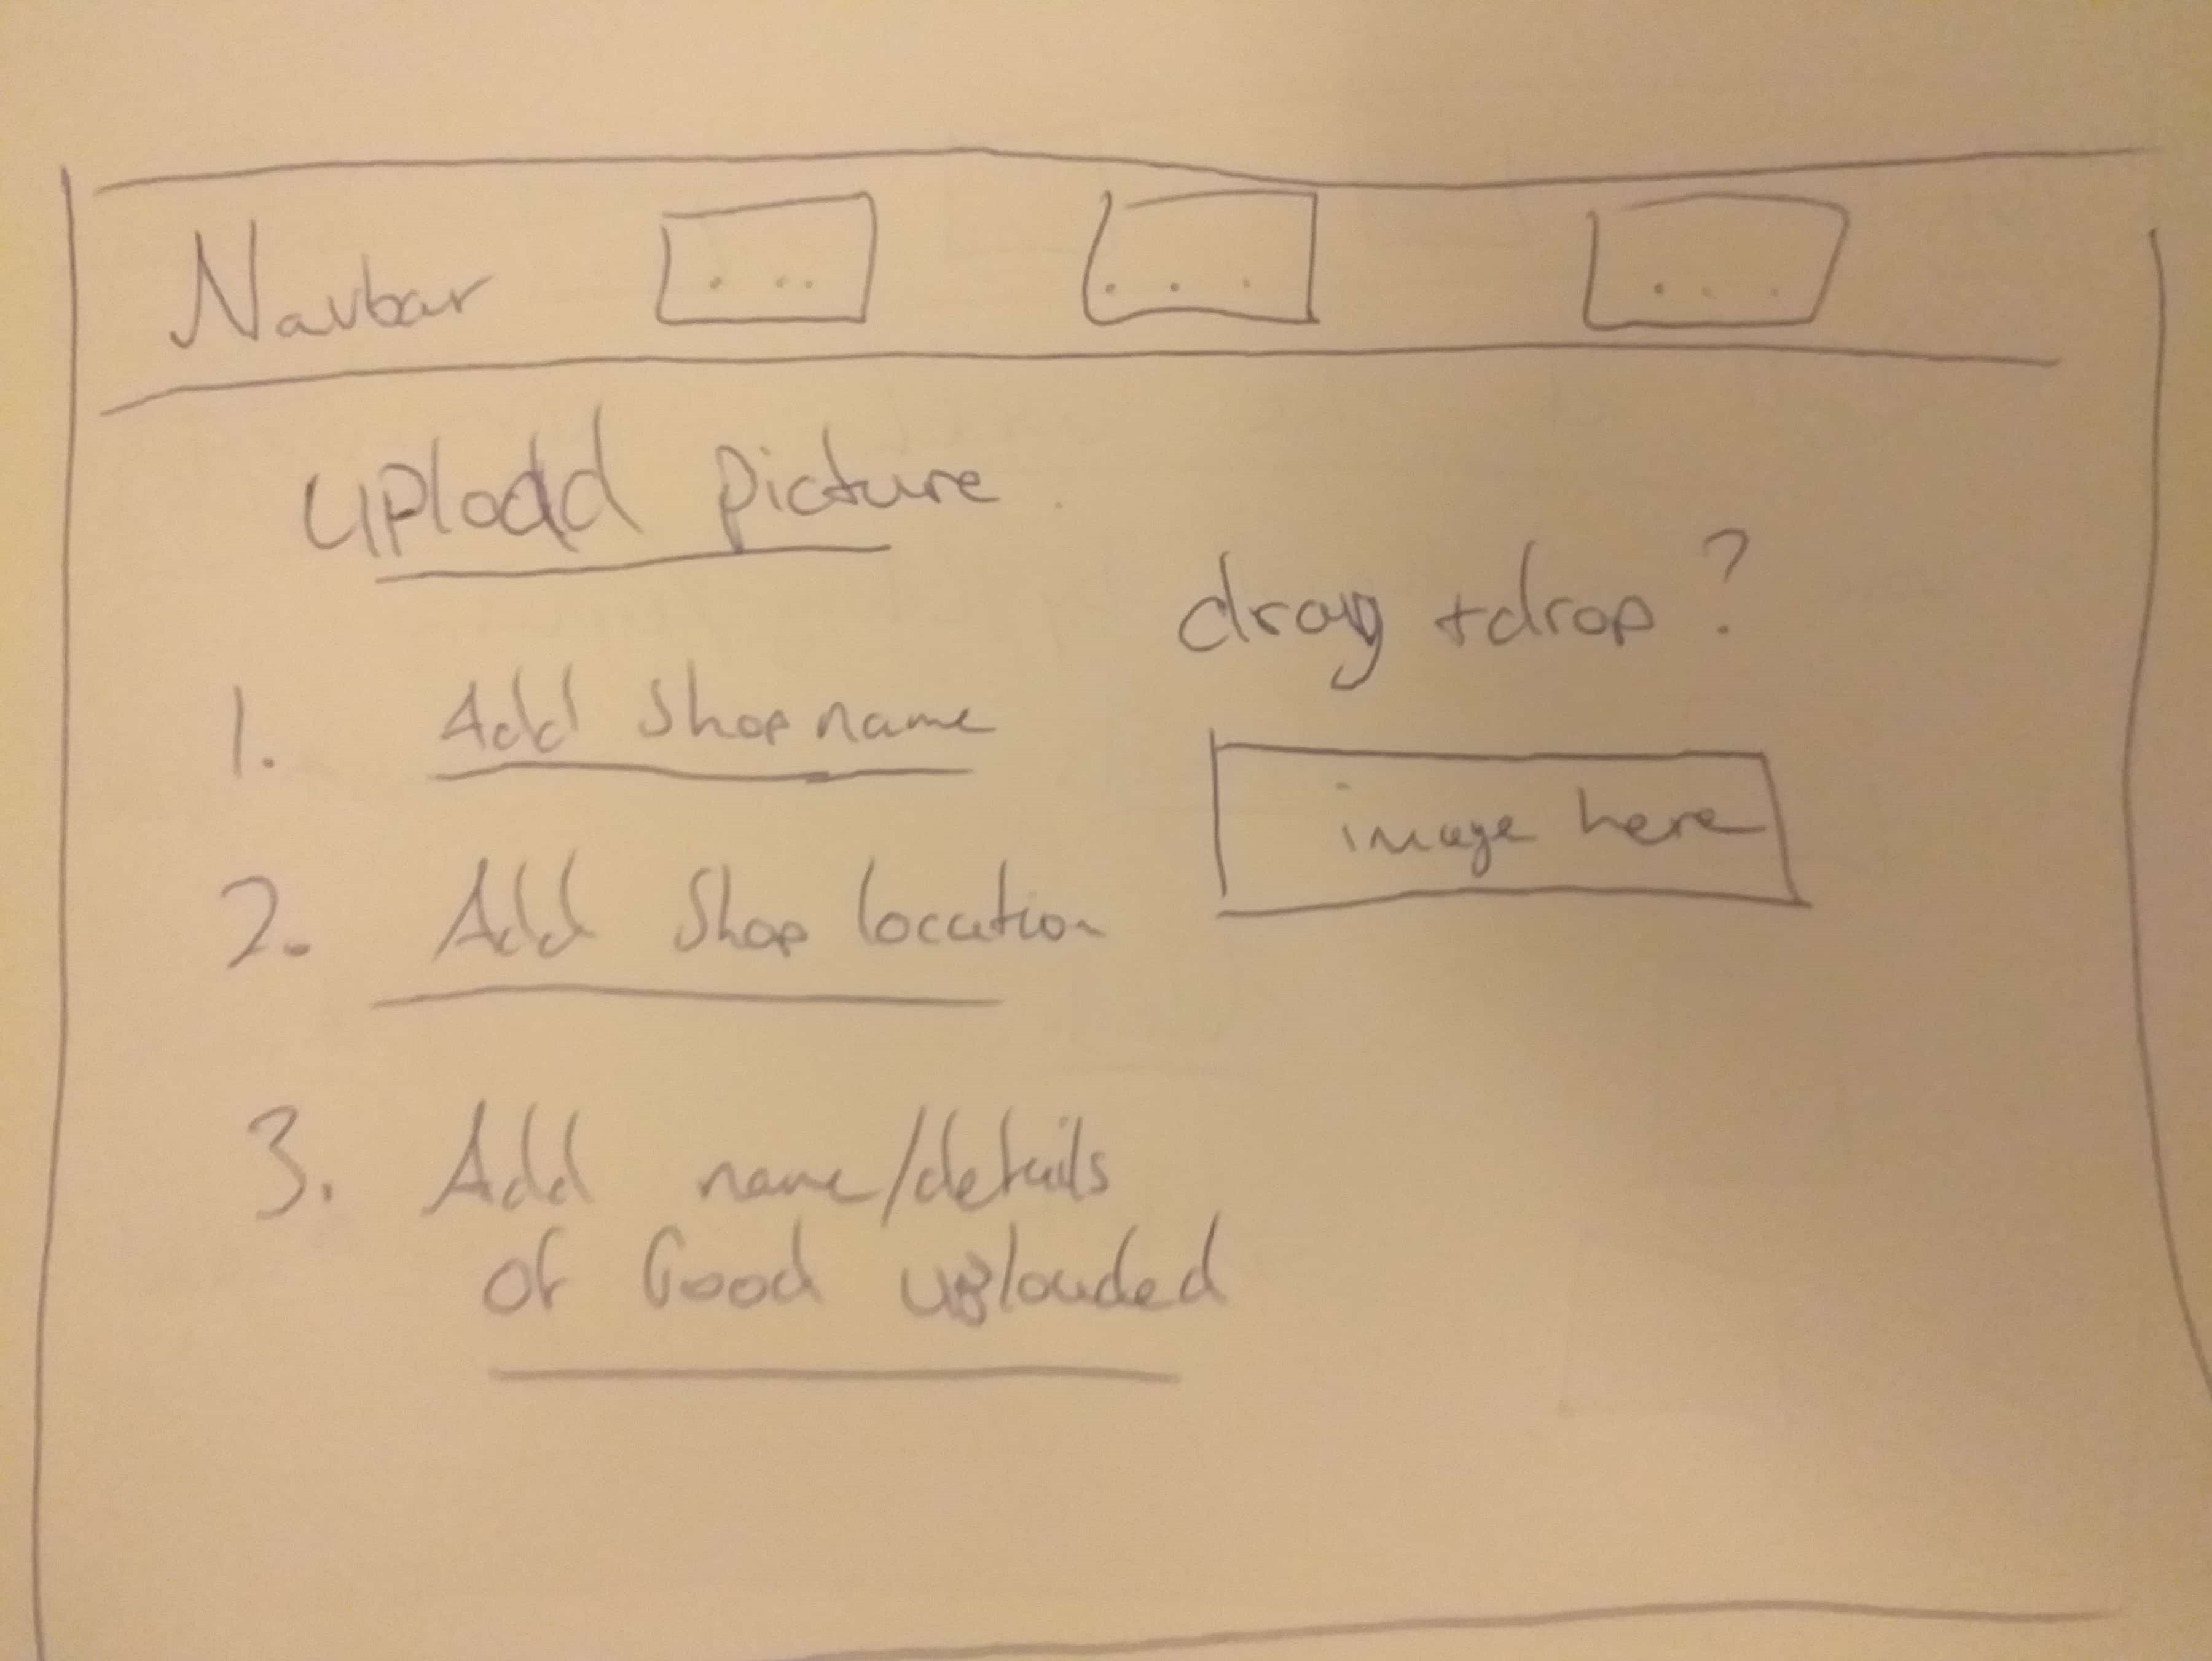 Navbar ... ... ...
Upload picture
drag + drop ?
1. Add Shop name
image here
2. Add Shop location
3. Add name/details
of Good uploaded